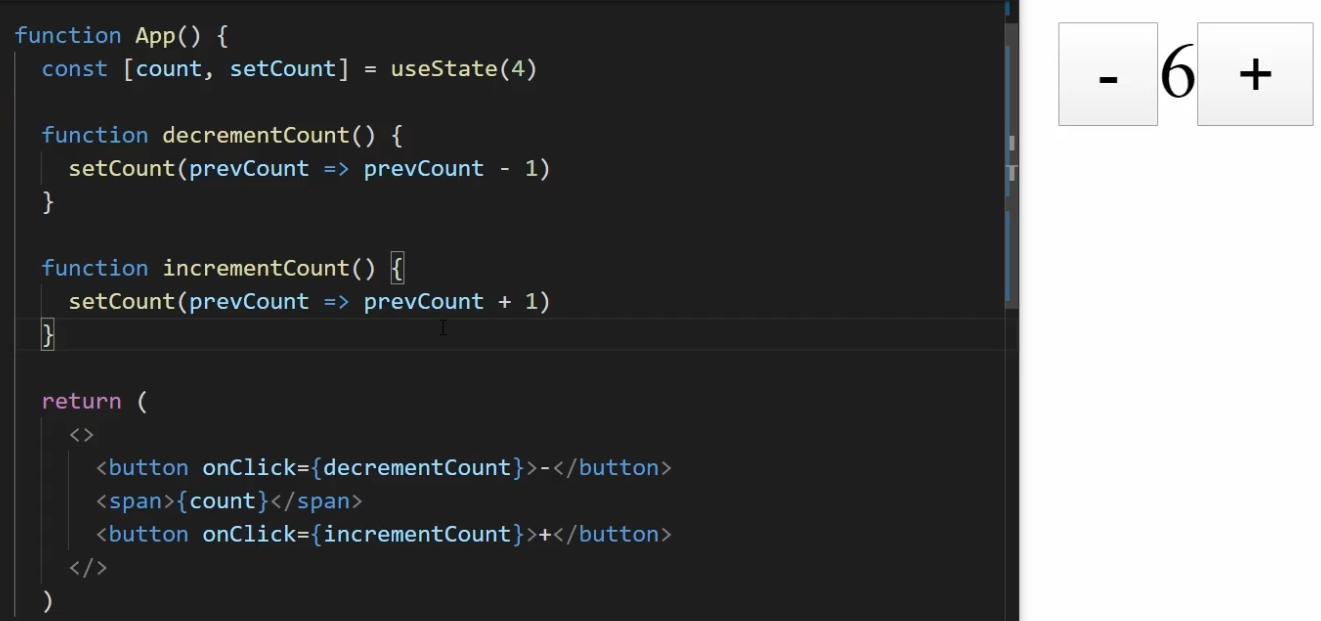 function App() {
  const [count, setCount] = useState(4)

  function decrementCount() {
    setCount(prevCount => prevCount - 1)
  }

  function incrementCount() {
    setCount(prevCount => prevCount + 1)
  }

  return (
    <>
      <button onClick={decrementCount}>-</button>
      <span>{count}</span>
      <button onClick={incrementCount}>+</button>
    </>
  )
- 6 +